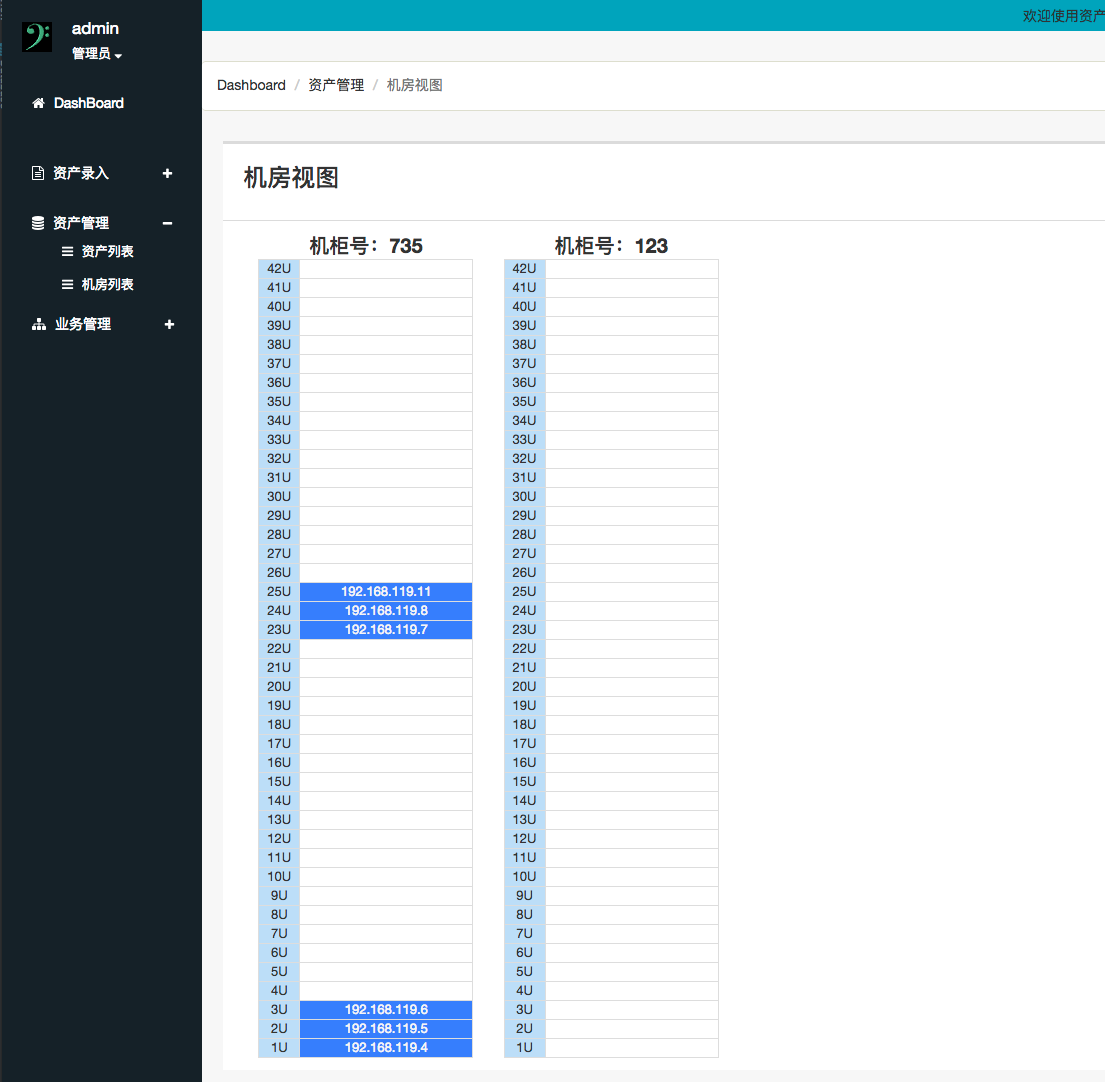 admin
管理员
欢迎使用资产
DashBoard
资产录入
资产管理
资产列表
机房列表
业务管理
Dashboard / 资产管理 / 机房视图
机房视图
机柜号：735 机柜号：123
42U 42U
41U 41U
40U 40U
39U 39U
38U 38U
37U 37U
36U 36U
35U 35U
34U 34U
33U 33U
32U 32U
31U 31U
30U 30U
29U 29U
28U 28U
27U 27U
26U 26U
25U 192.168.119.11 25U
24U 192.168.119.8 24U
23U 192.168.119.7 23U
22U 22U
21U 21U
20U 20U
19U 19U
18U 18U
17U 17U
16U 16U
15U 15U
14U 14U
13U 13U
12U 12U
11U 11U
10U 10U
9U 9U
8U 8U
7U 7U
6U 6U
5U 5U
4U 4U
3U 192.168.119.6 3U
2U 192.168.119.5 2U
1U 192.168.119.4 1U